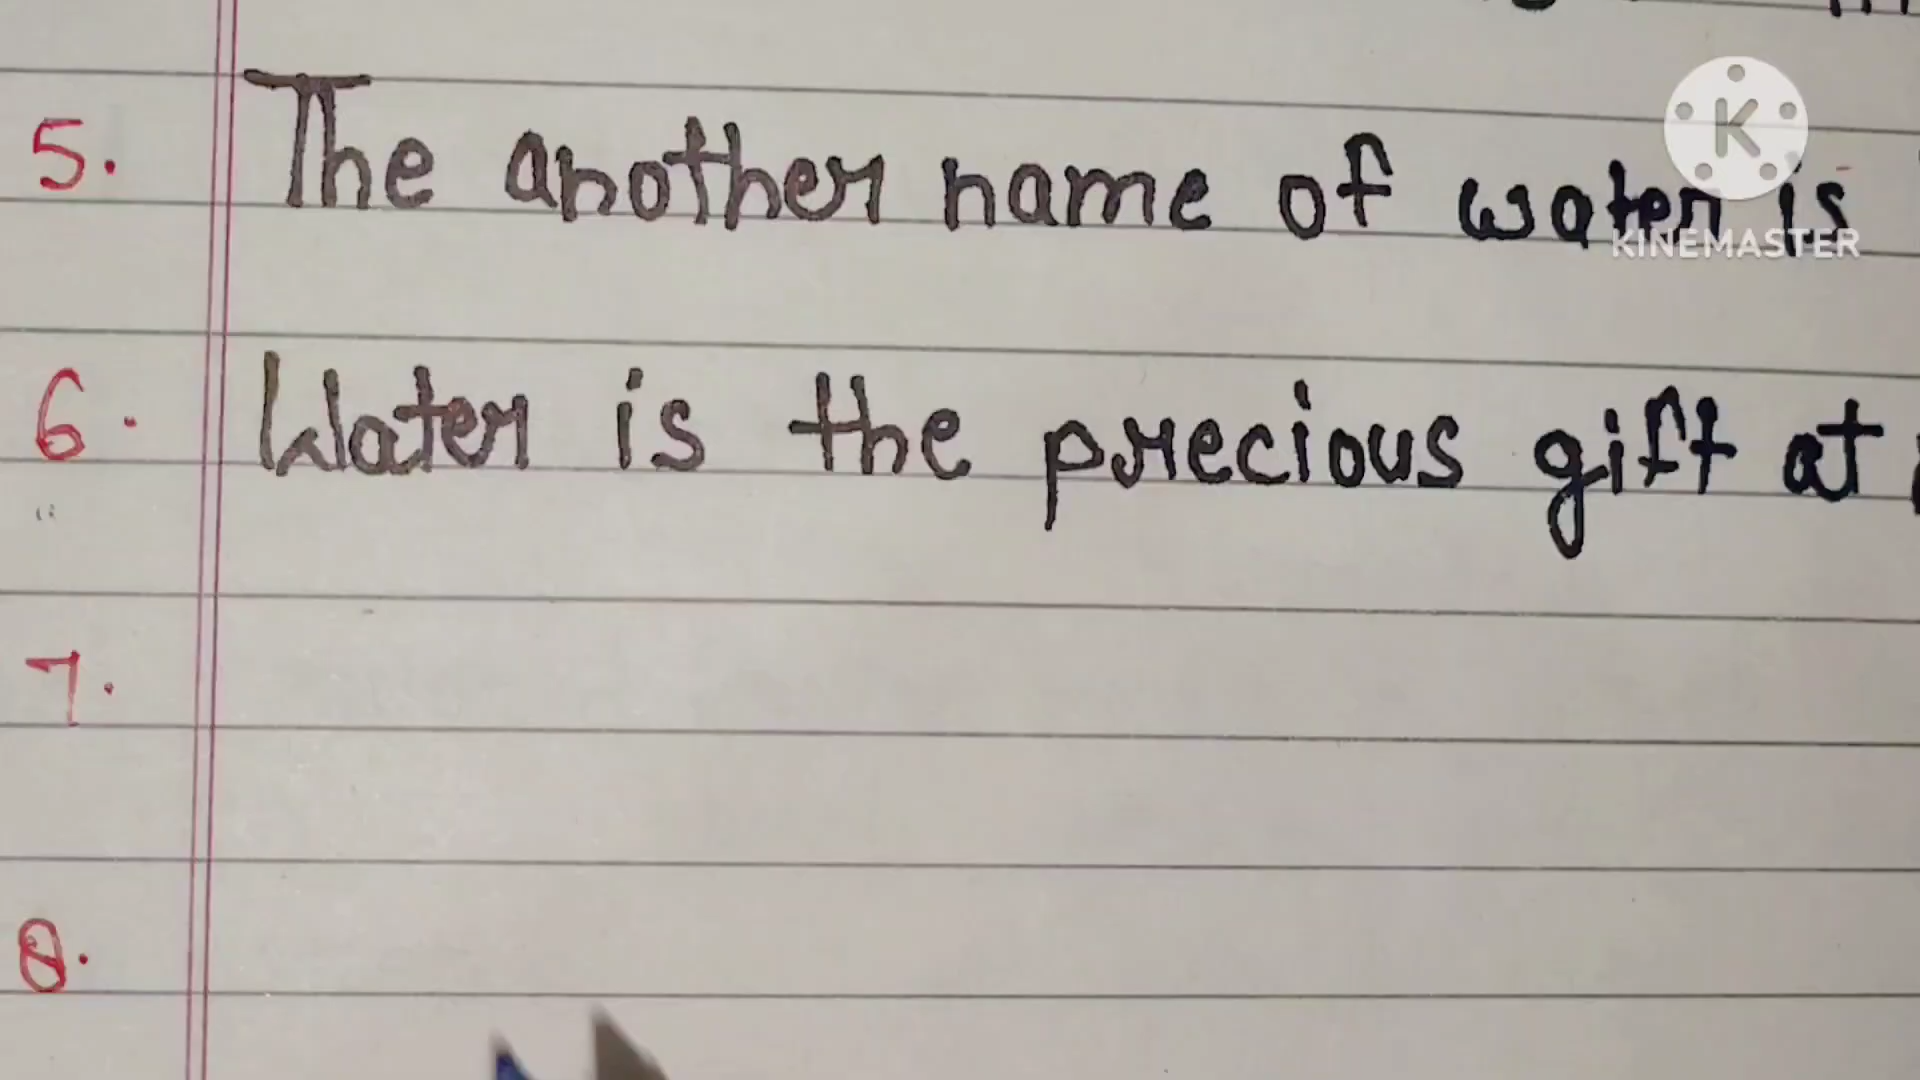 5. The another name of water is
K
KINEMASTER
6. Water is the precious gift at
7.
8.